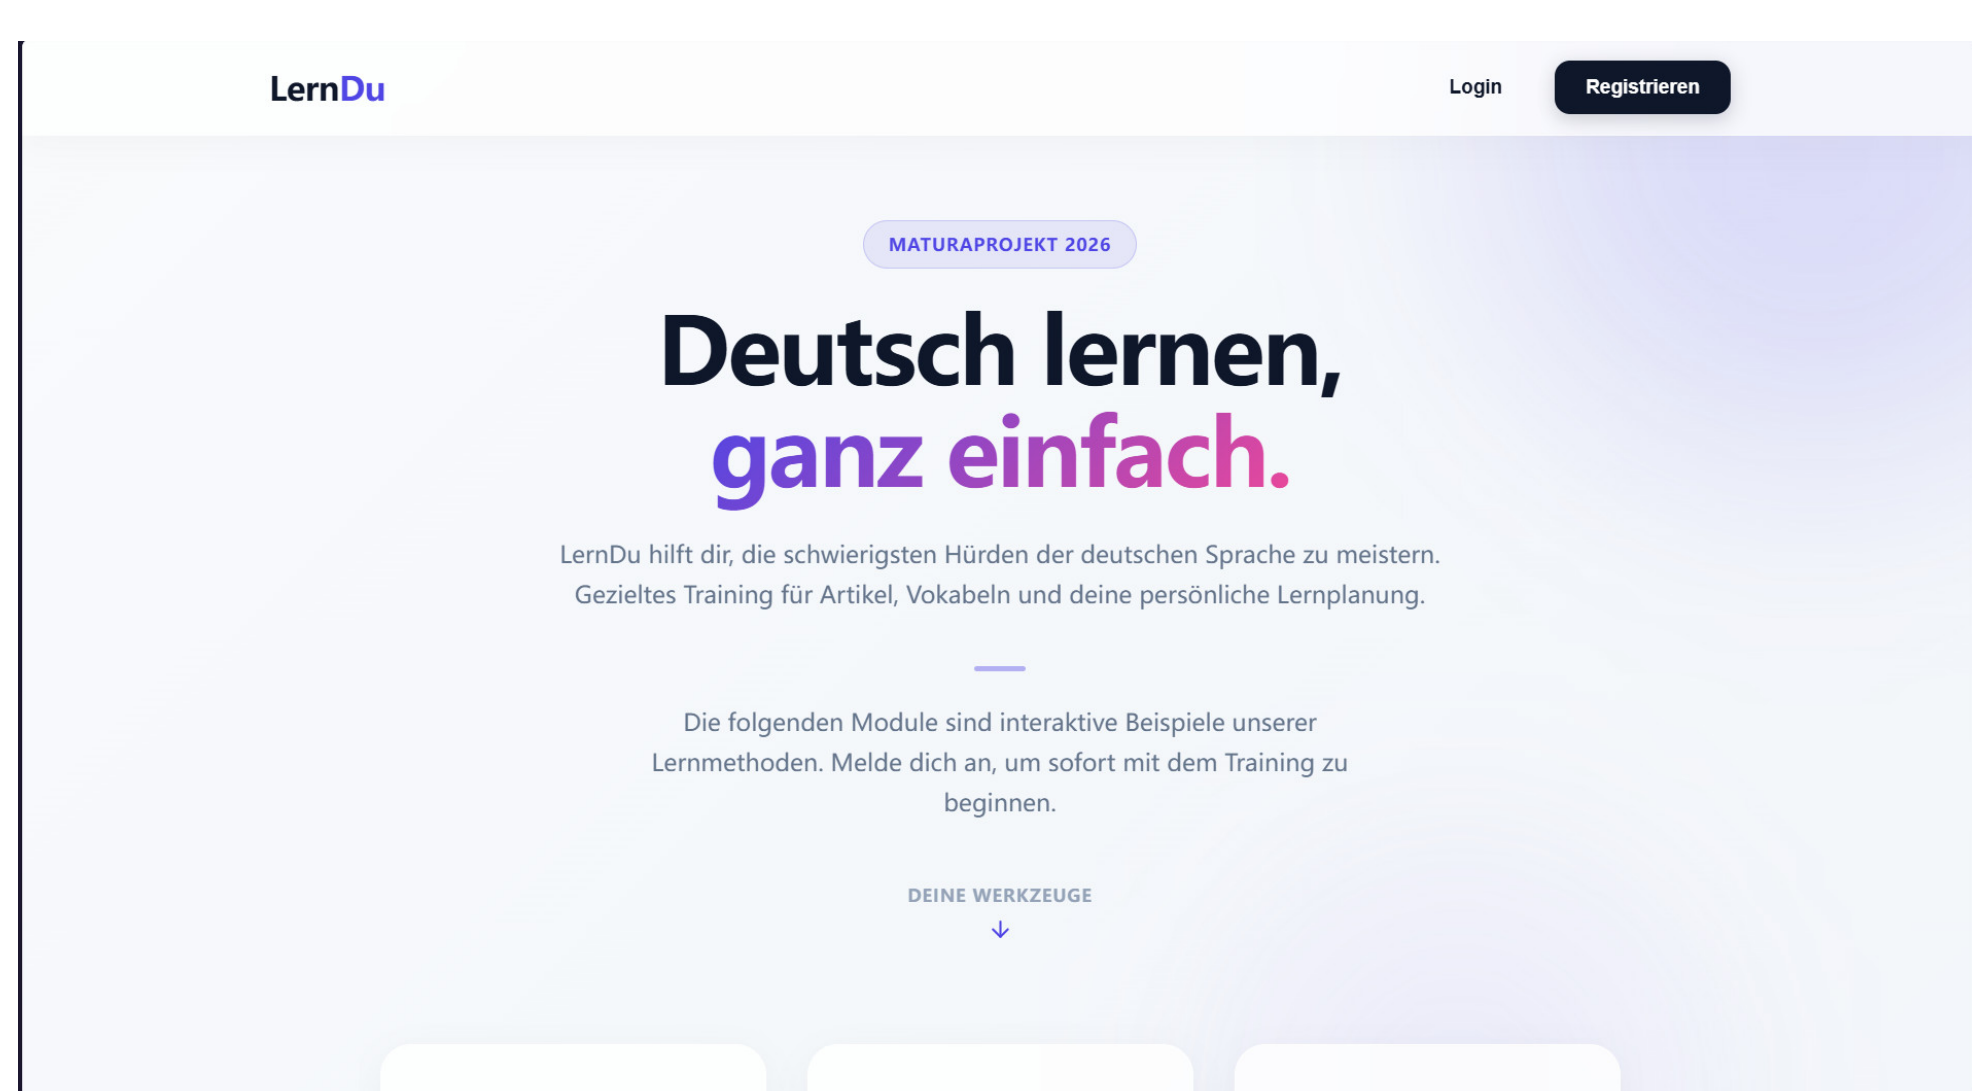 LernDu
Login
Registrieren
MATURAPROJEKT 2026
Deutsch lernen,
ganz einfach.
LernDu hilft dir, die schwierigsten Hürden der deutschen Sprache zu meistern.
Gezieltes Training für Artikel, Vokabeln und deine persönliche Lernplanung.
Die folgenden Module sind interaktive Beispiele unserer
Lernmethoden. Melde dich an, um sofort mit dem Training zu
beginnen.
DEINE WERKZEUGE